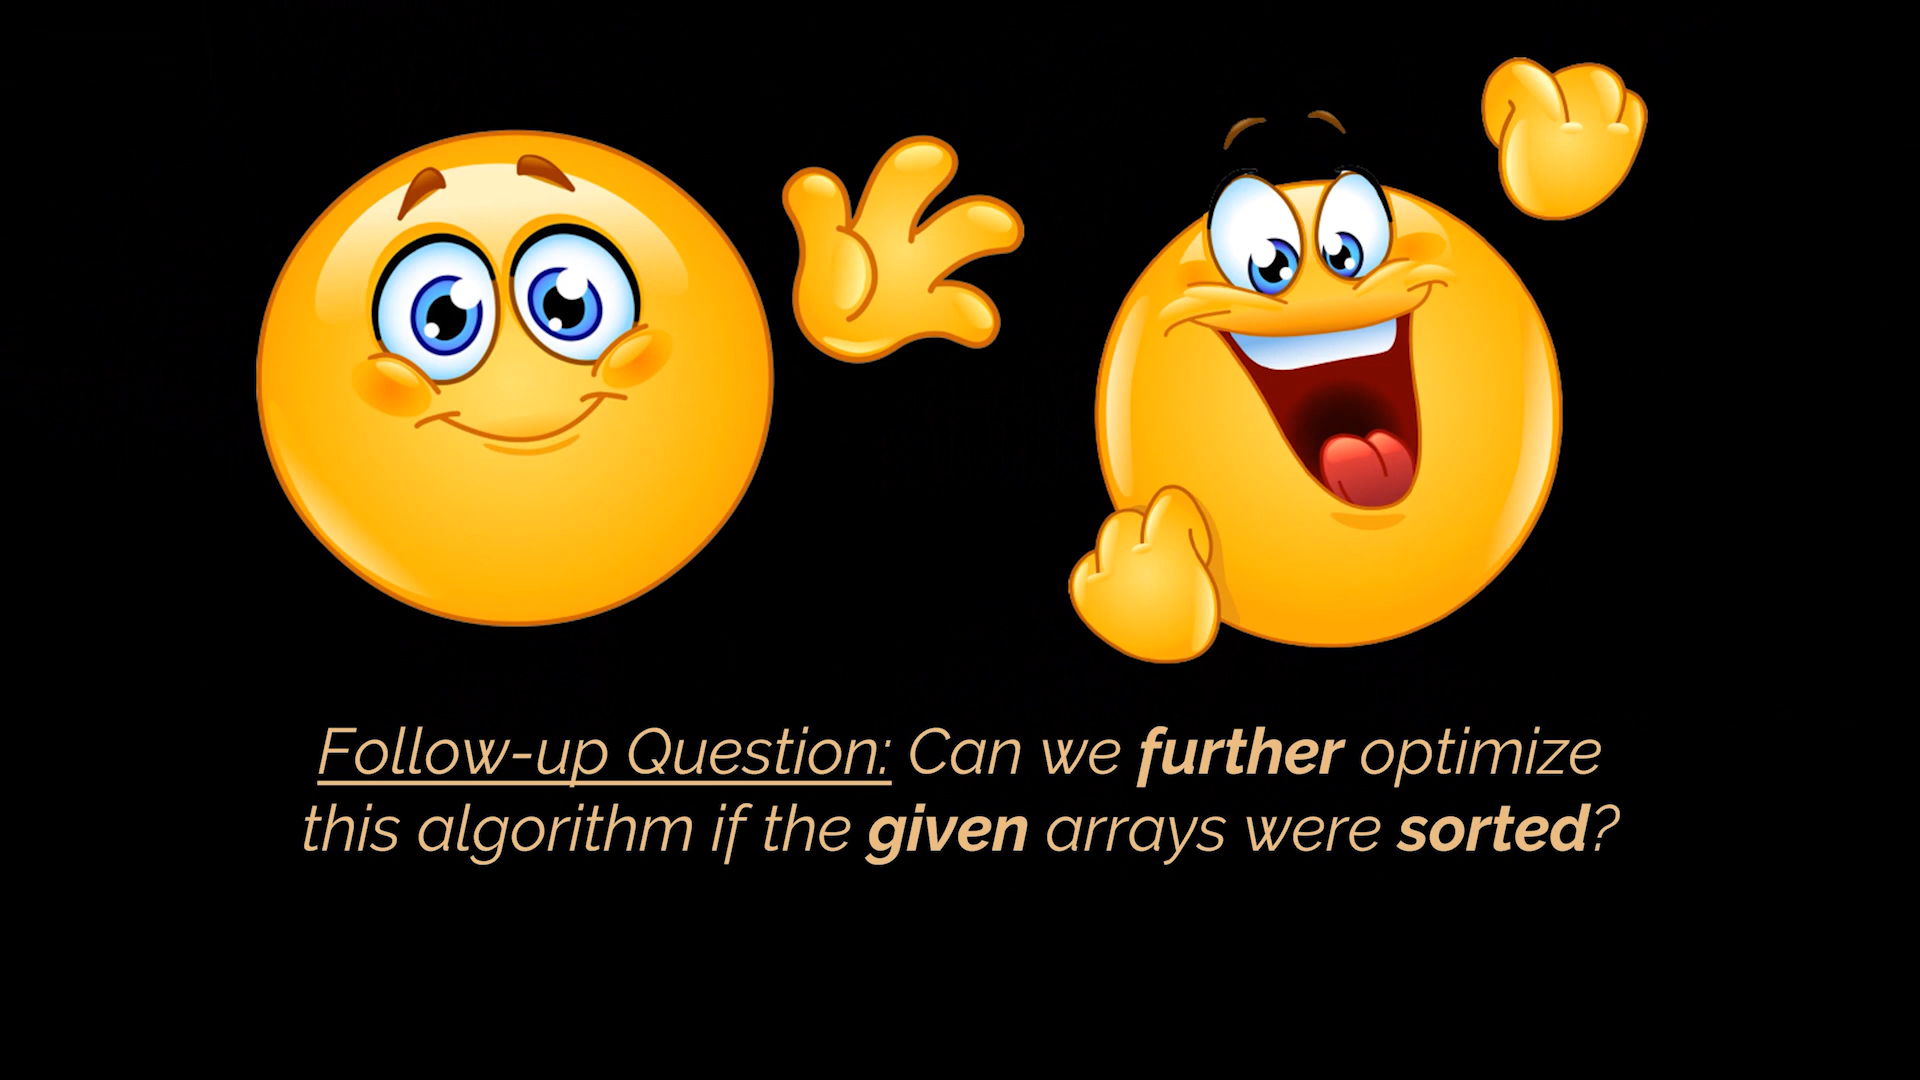 Follow-up Question: Can we further optimize
this algorithm if the given arrays were sorted?